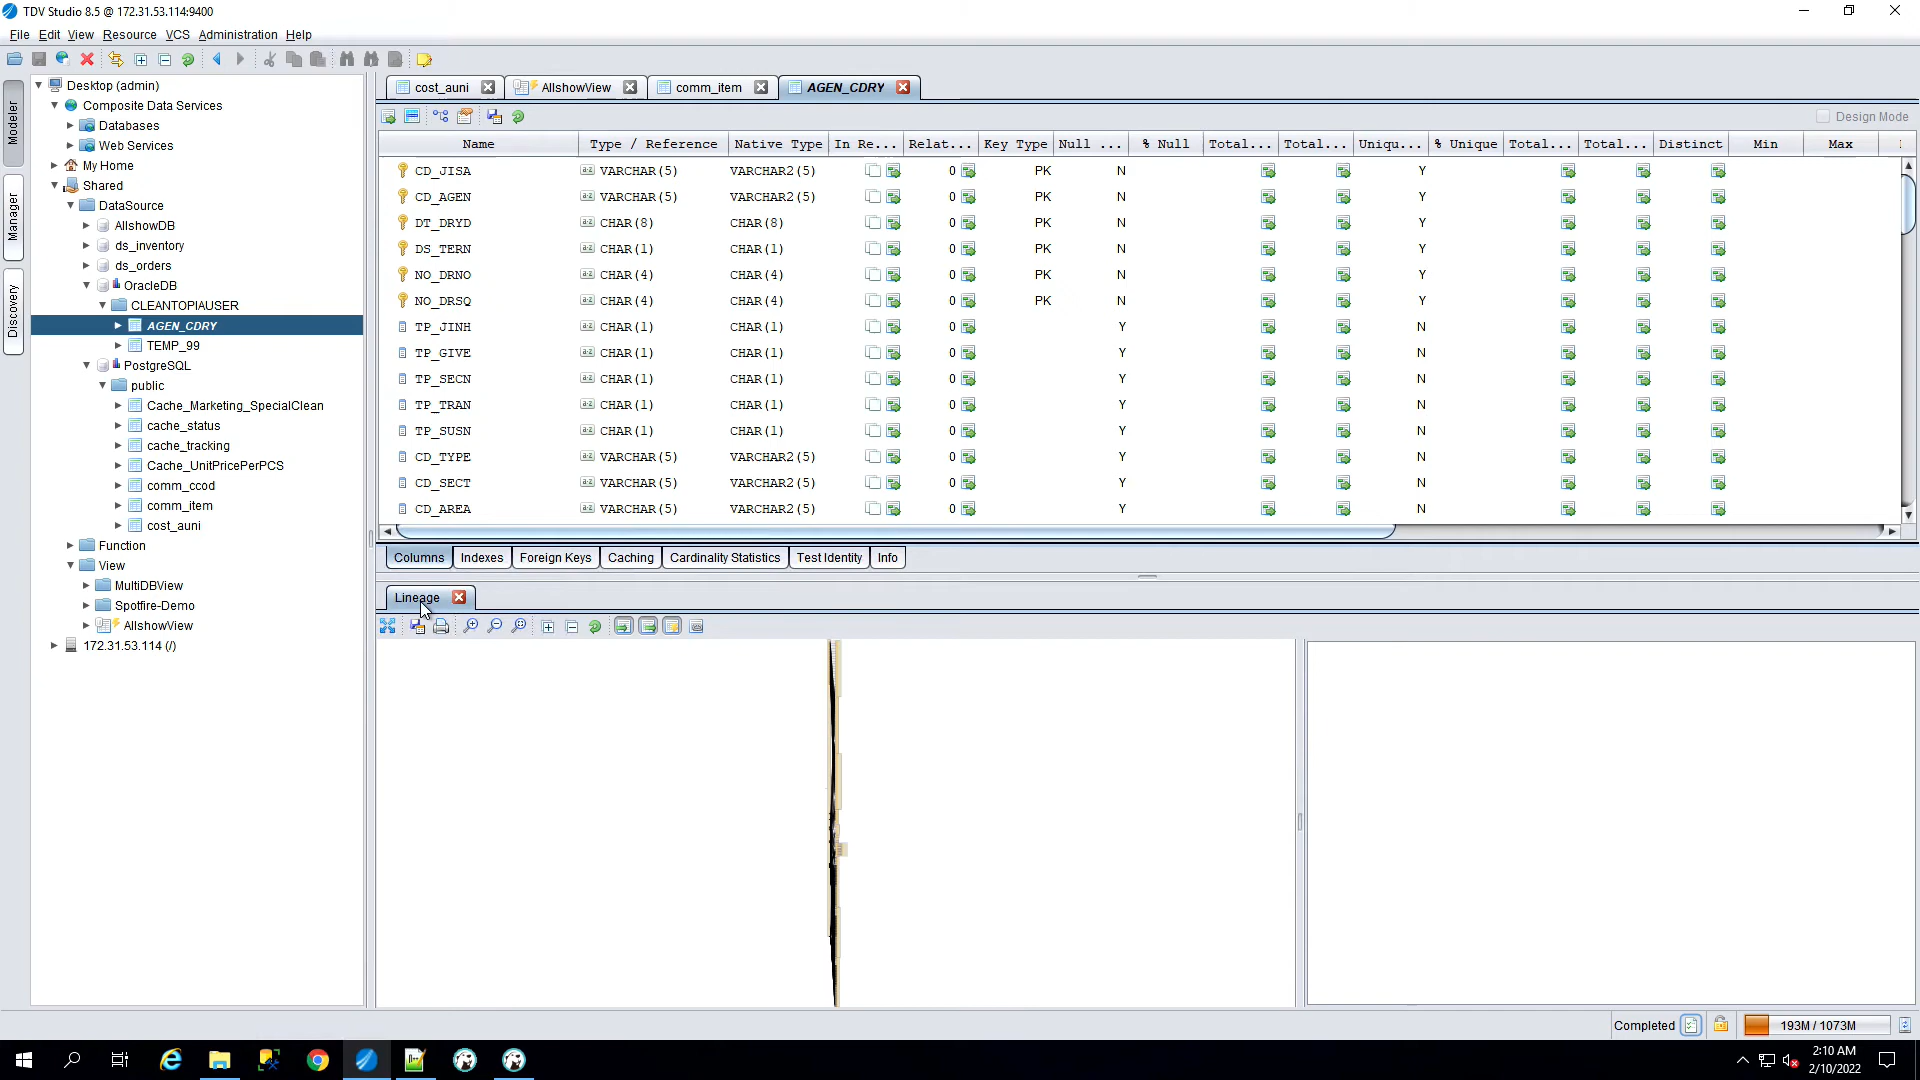 TDV Studio 8.5 @ 172.31.53.114:9400
File Edit View Resource VCS Administration Help
Modeler
Manager
Discovery
Desktop (admin)
Composite Data Services
Databases
Web Services
My Home
Shared
DataSource
AllshowDB
ds_inventory
ds_orders
OracleDB
CLEANTOPIAUSER
AGEN_CDRY
TEMP_99
PostgreSQL
public
Cache_Marketing_SpecialClean
cache_status
cache_tracking
Cache_UnitPricePerPCS
comm_ccod
comm_item
cost_auni
Function
View
MultiDBView
Spotfire-Demo
AllshowView
172.31.53.114 (/)
cost_auni AllshowView comm_item AGEN_CDRY
Design Mode
Name Type / Reference Native Type In Re... Relat... Key Type Null ... % Null Total... Total... Uniqu... % Unique Total... Total... Distinct Min Max
CD_JISA VARCHAR(5) VARCHAR2(5) 0 PK N Y
CD_AGEN VARCHAR(5) VARCHAR2(5) 0 PK N Y
DT_DRYD CHAR(8) CHAR(8) 0 PK N Y
DS_TERN CHAR(1) CHAR(1) 0 PK N Y
NO_DRNO CHAR(4) CHAR(4) 0 PK N Y
NO_DRSQ CHAR(4) CHAR(4) 0 PK N Y
TP_JINH CHAR(1) CHAR(1) 0 Y N
TP_GIVE CHAR(1) CHAR(1) 0 Y N
TP_SECN CHAR(1) CHAR(1) 0 Y N
TP_TRAN CHAR(1) CHAR(1) 0 Y N
TP_SUSN CHAR(1) CHAR(1) 0 Y N
CD_TYPE VARCHAR(5) VARCHAR2(5) 0 Y N
CD_SECT VARCHAR(5) VARCHAR2(5) 0 Y N
CD_AREA VARCHAR(5) VARCHAR2(5) 0 Y N
Columns Indexes Foreign Keys Caching Cardinality Statistics Test Identity Info
Lineage
Completed 193M / 1073M
2:10 AM
2/10/2022